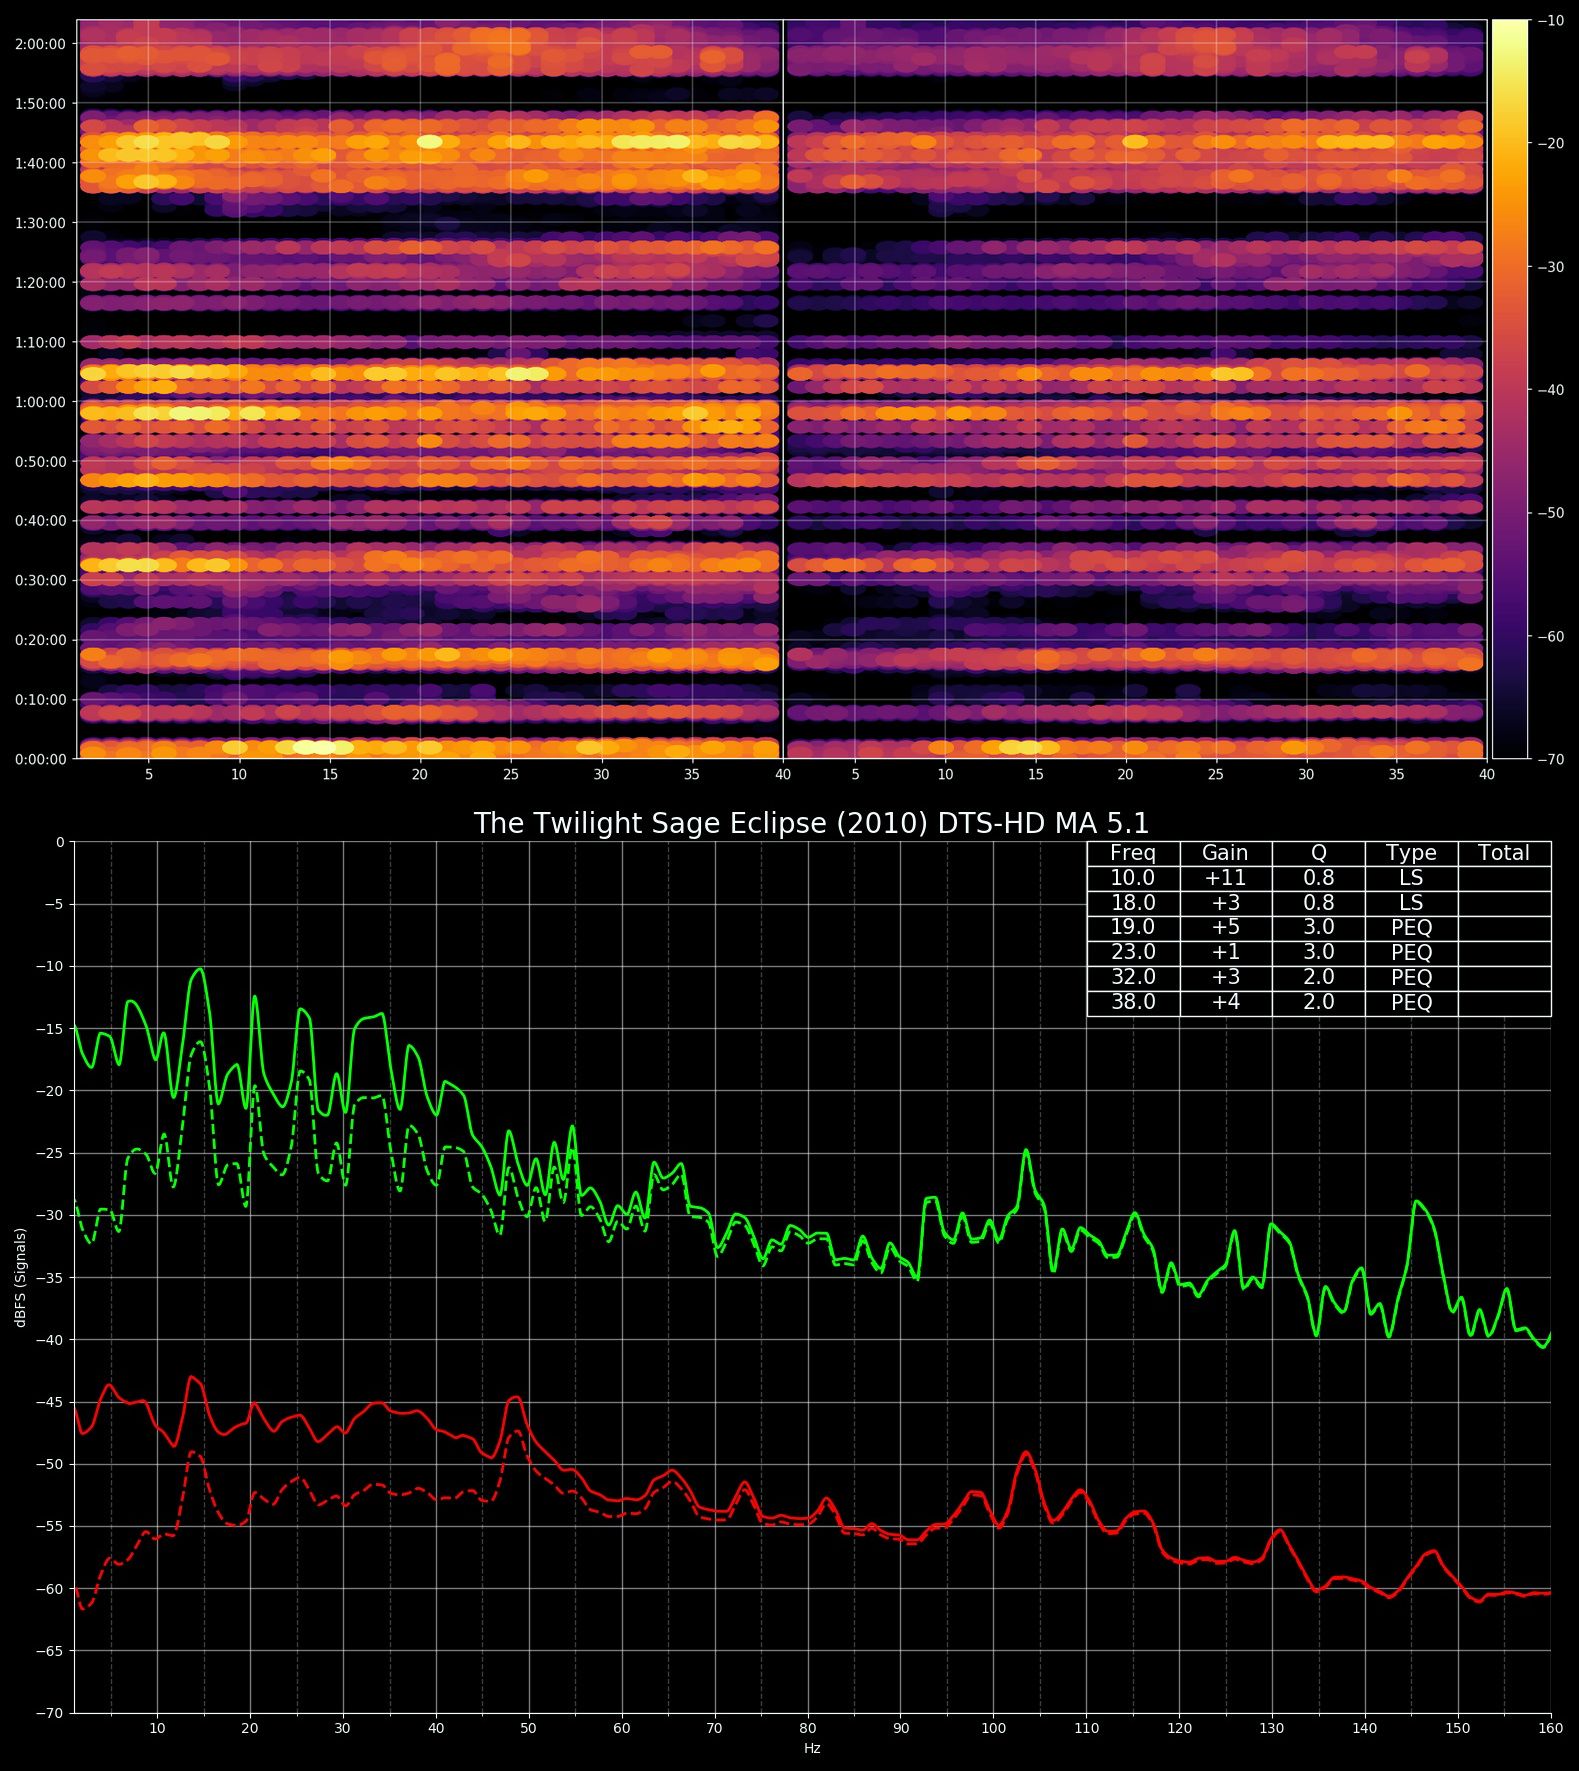 2:00:00
1:50:00
1:40:00
1:30:00
1:20:00
1:10:00
1:00:00
0:50:00
0:40:00
0:30:00
0:20:00
0:10:00
0:00:00
5 10 15 20 25 30 35 40 5 10 15 20 25 30 35 40
−10
−20
−30
−40
−50
−60
−70
The Twilight Sage Eclipse (2010) DTS-HD MA 5.1
Freq Gain Q Type Total
10.0 +11 0.8 LS
18.0 +3 0.8 LS
19.0 +5 3.0 PEQ
23.0 +1 3.0 PEQ
32.0 +3 2.0 PEQ
38.0 +4 2.0 PEQ
0
−5
−10
−15
−20
−25
−30
−35
−40
−45
−50
−55
−60
−65
−70
dBFS (Signals)
10 20 30 40 50 60 70 80 90 100 110 120 130 140 150 160
Hz